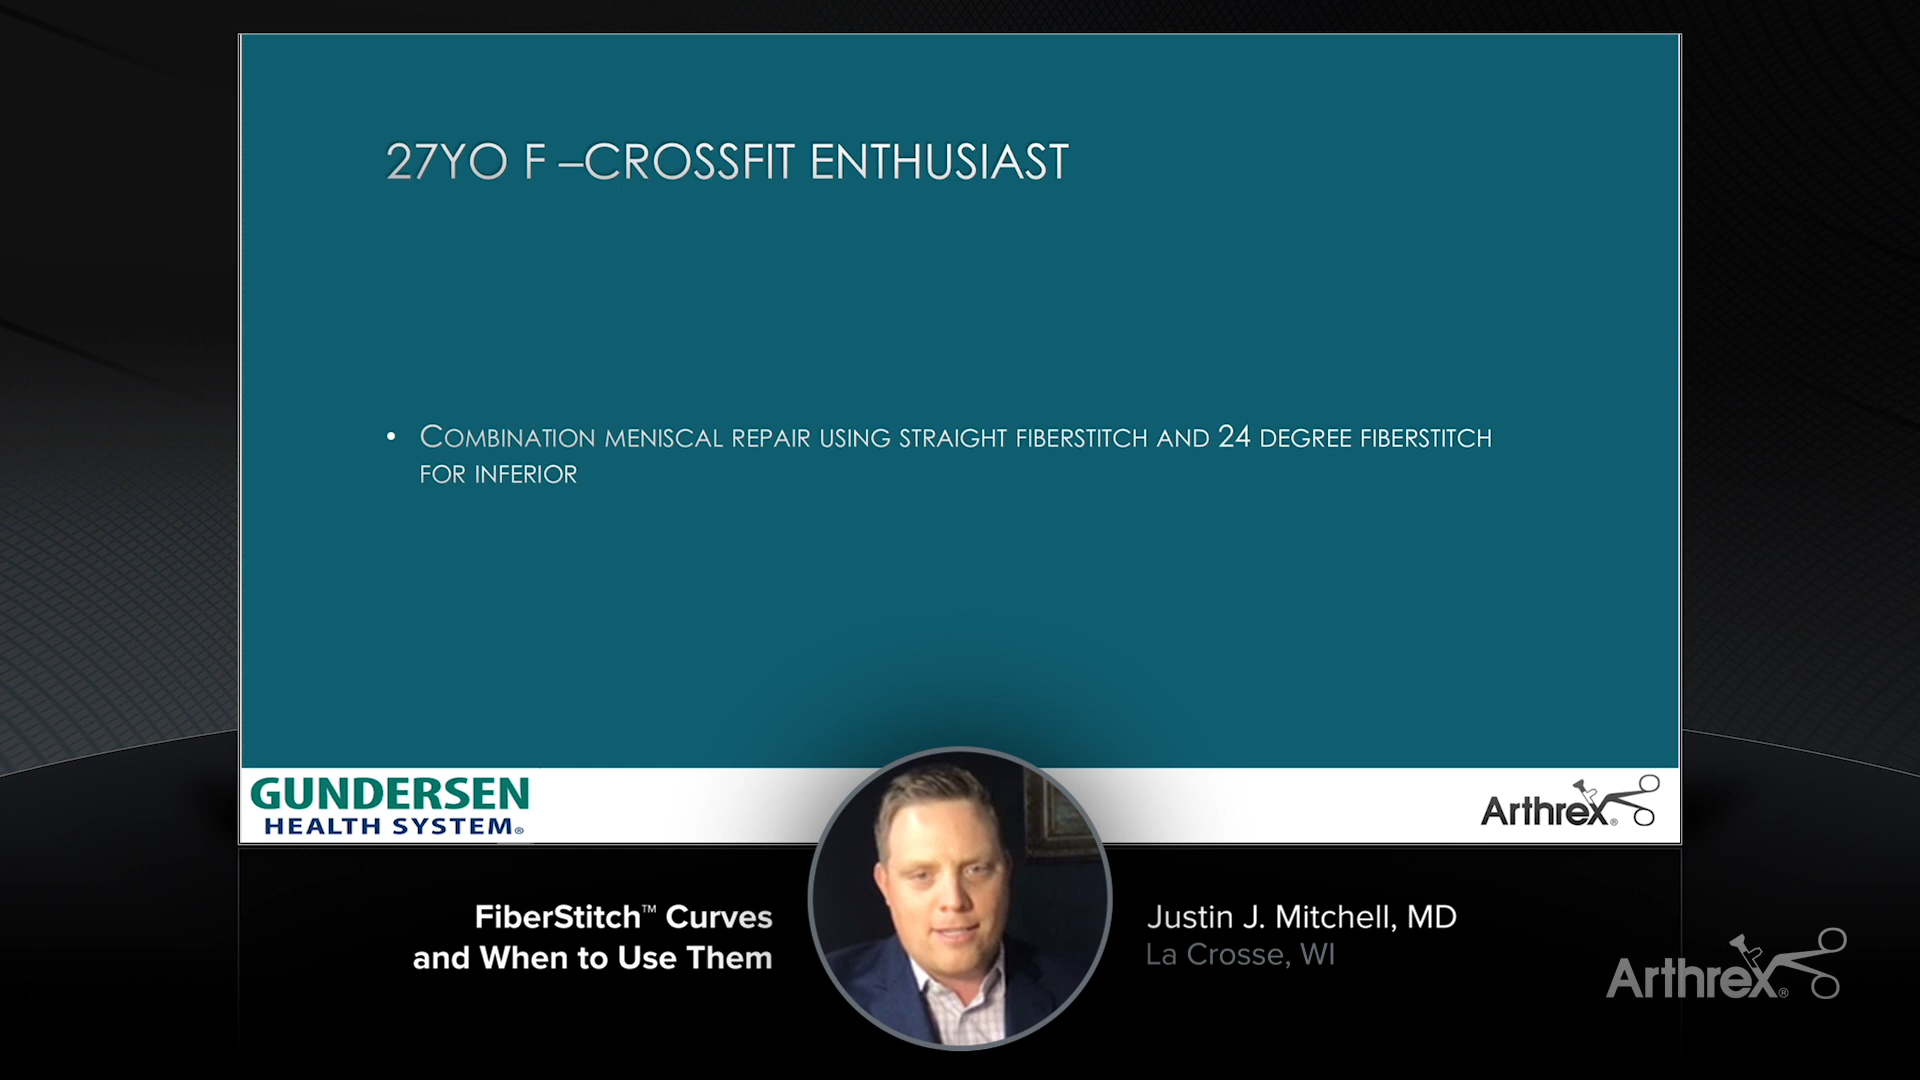 27YO F –CROSSFIT ENTHUSIAST
• COMBINATION MENISCAL REPAIR USING STRAIGHT FIBERSTITCH AND 24 DEGREE FIBERSTITCH
FOR INFERIOR
GUNDERSEN
HEALTH SYSTEM®
Arthrex®
FiberStitch™ Curves
and When to Use Them
Justin J. Mitchell, MD
La Crosse, WI
Arthrex®